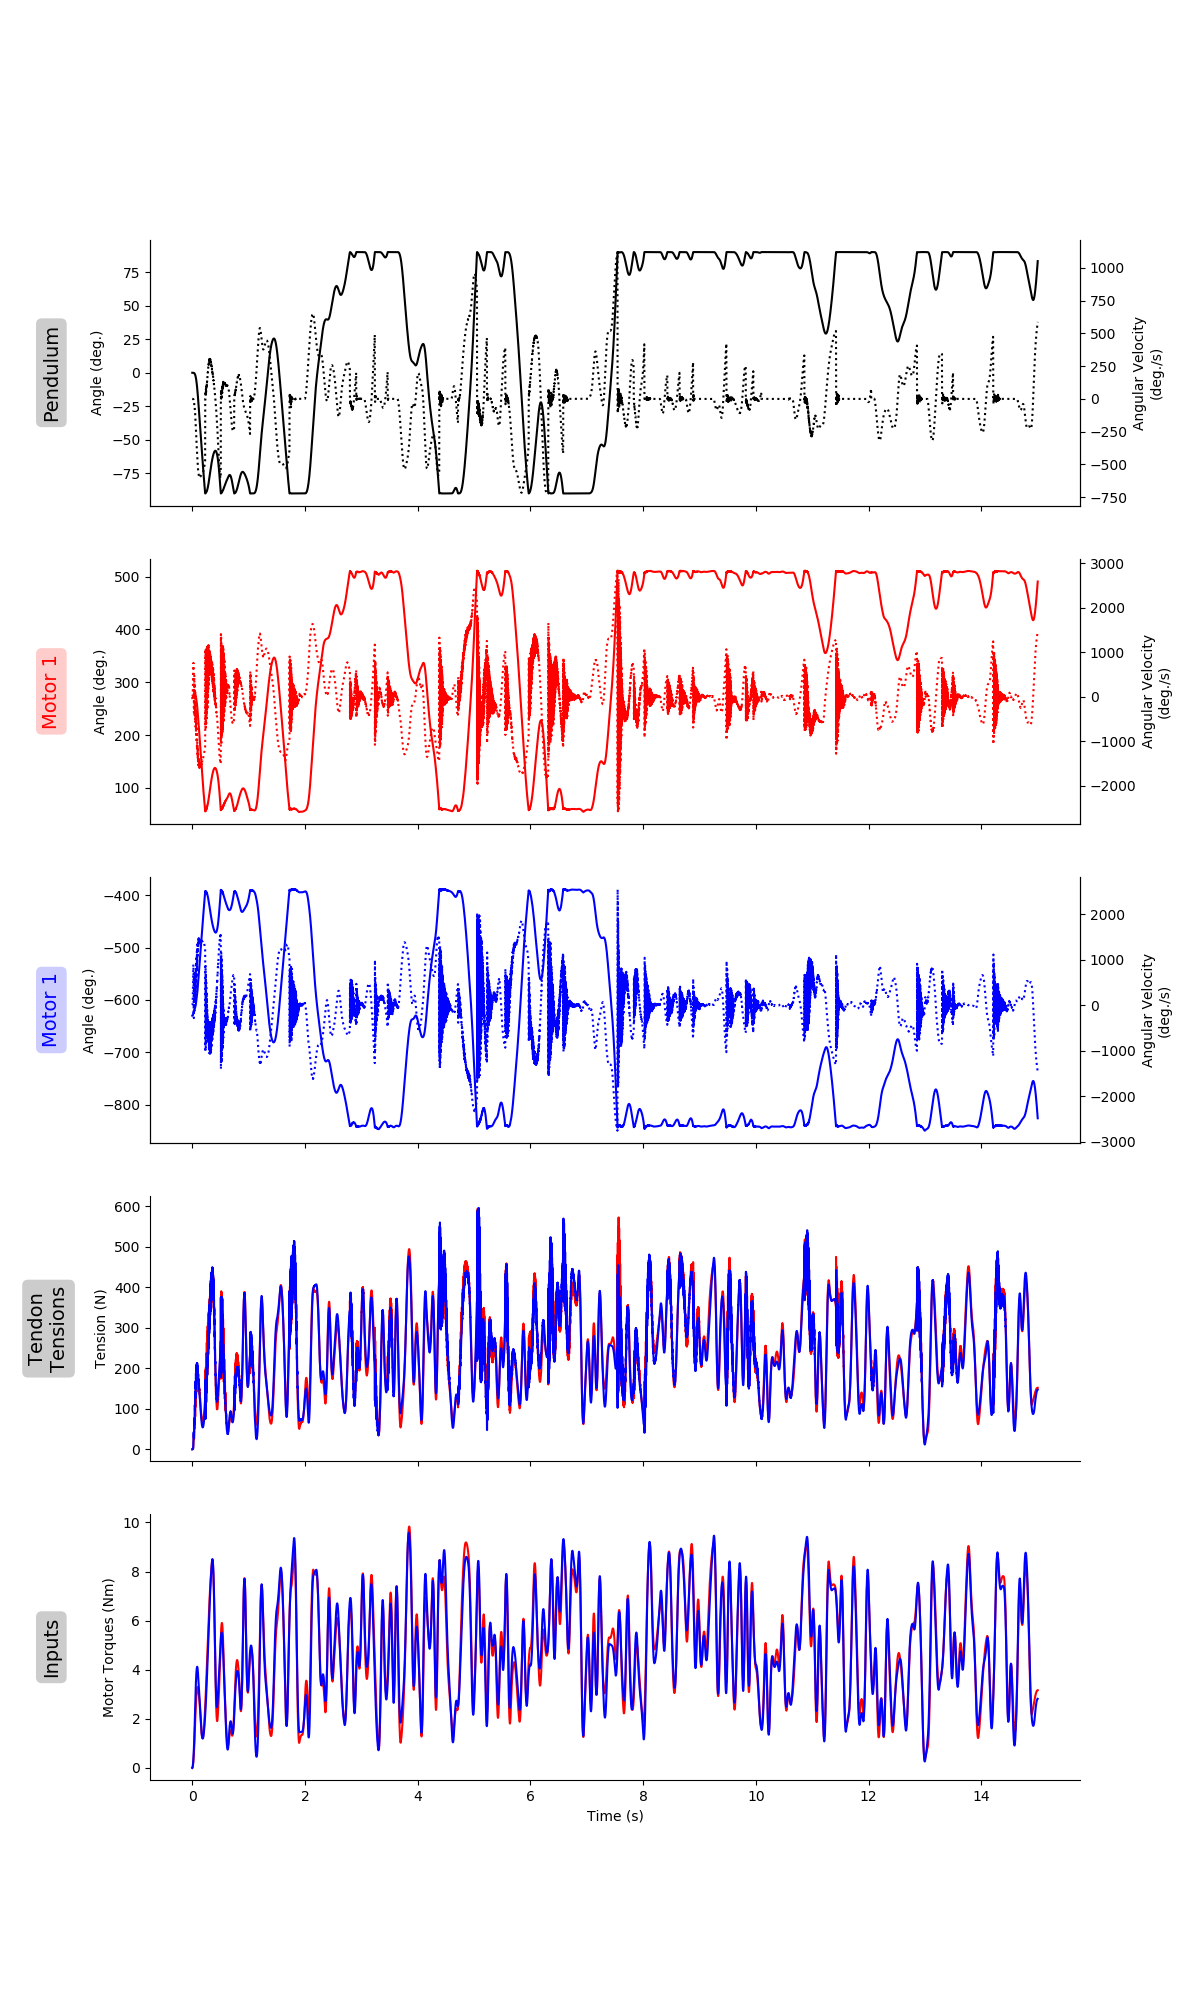 Pendulum
Angle (deg.)
75
50
25
0
−25
−50
−75
1000
750
500
250
0
−250
−500
−750
Angular Velocity
(deg./s)
Motor 1
Angle (deg.)
500
400
300
200
100
3000
2000
1000
0
−1000
−2000
Angular Velocity
(deg./s)
Motor 1
Angle (deg.)
−400
−500
−600
−700
−800
2000
1000
0
−1000
−2000
−3000
Angular Velocity
(deg./s)
Tendon
Tensions
Tension (N)
600
500
400
300
200
100
0
Inputs
Motor Torques (Nm)
10
8
6
4
2
0
0 2 4 6 8 10 12 14
Time (s)